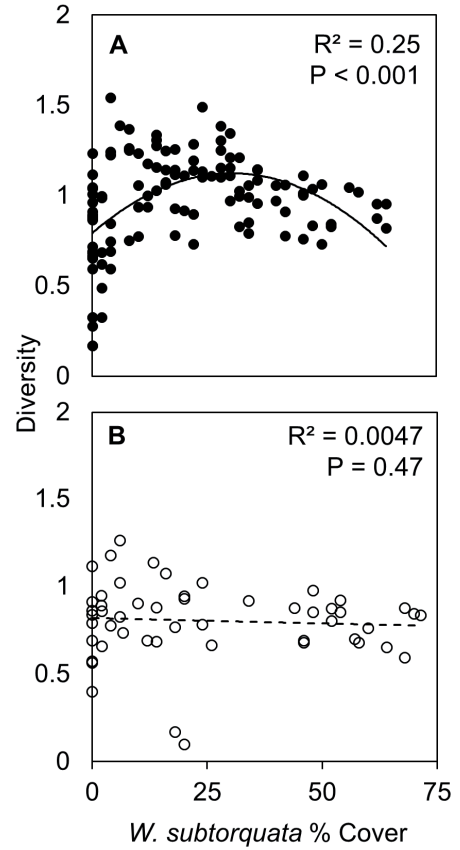 2
A
R² = 0.25
P < 0.001
1.5
1
0.5
0
Diversity
2
B
R² = 0.0047
P = 0.47
1.5
1
0.5
0
0 25 50 75
W. subtorquata % Cover